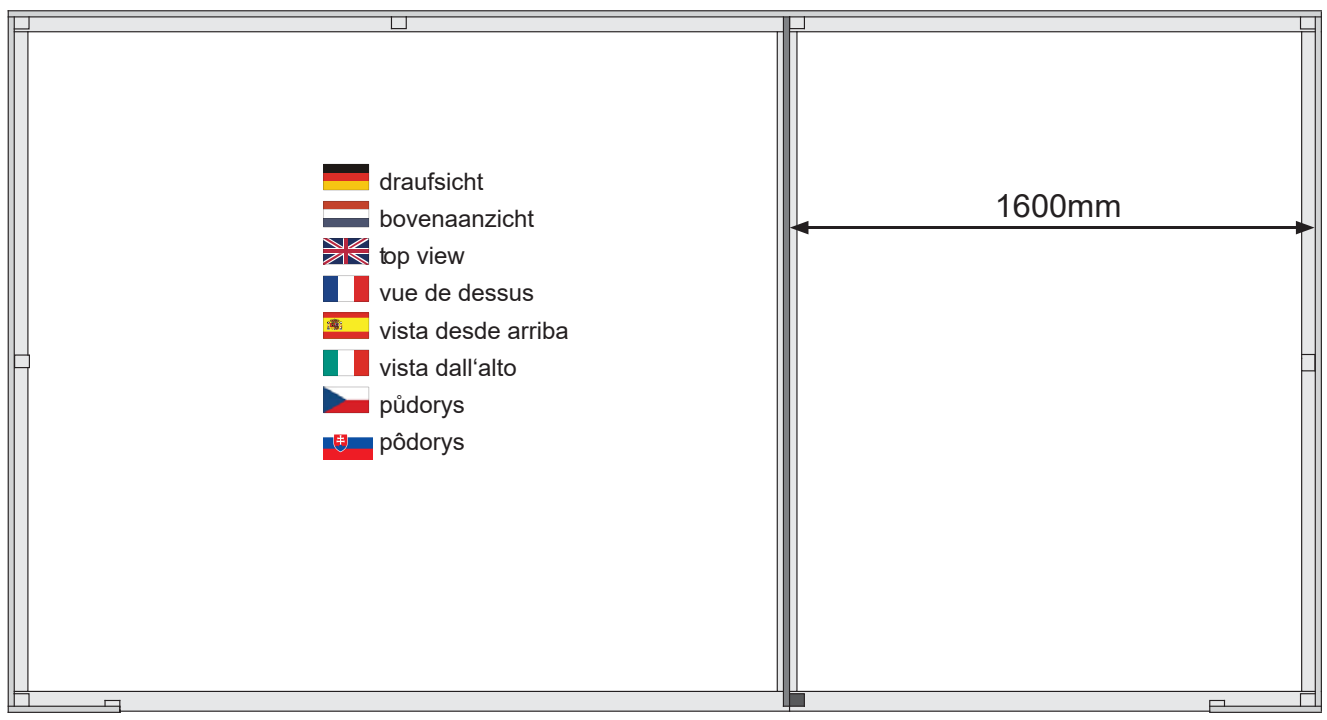 draufsicht
bovenaanzicht
top view
vue de dessus
vista desde arriba
vista dall‘alto
půdorys
pôdorys
1600mm